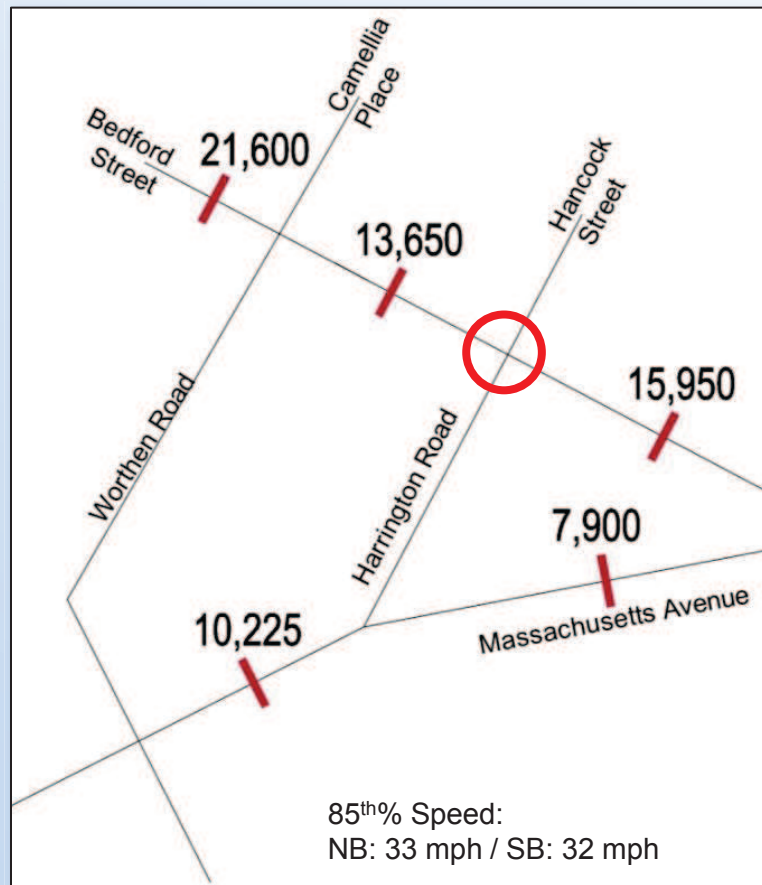 Camellia
Place
Bedford
Street
21,600
Hancock
Street
13,650
15,950
Worthen Road
Harrington Road
7,900
Massachusetts Avenue
10,225
85th% Speed:
NB: 33 mph / SB: 32 mph